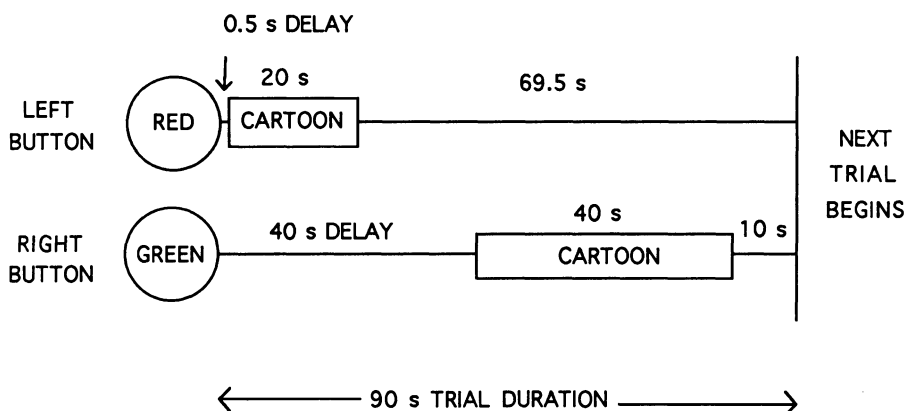 0.5 s DELAY
20 s
69.5 s
LEFT
BUTTON
RED
CARTOON
NEXT
TRIAL
BEGINS
RIGHT
BUTTON
GREEN
40 s DELAY
40 s
CARTOON
10 s
90 s TRIAL DURATION